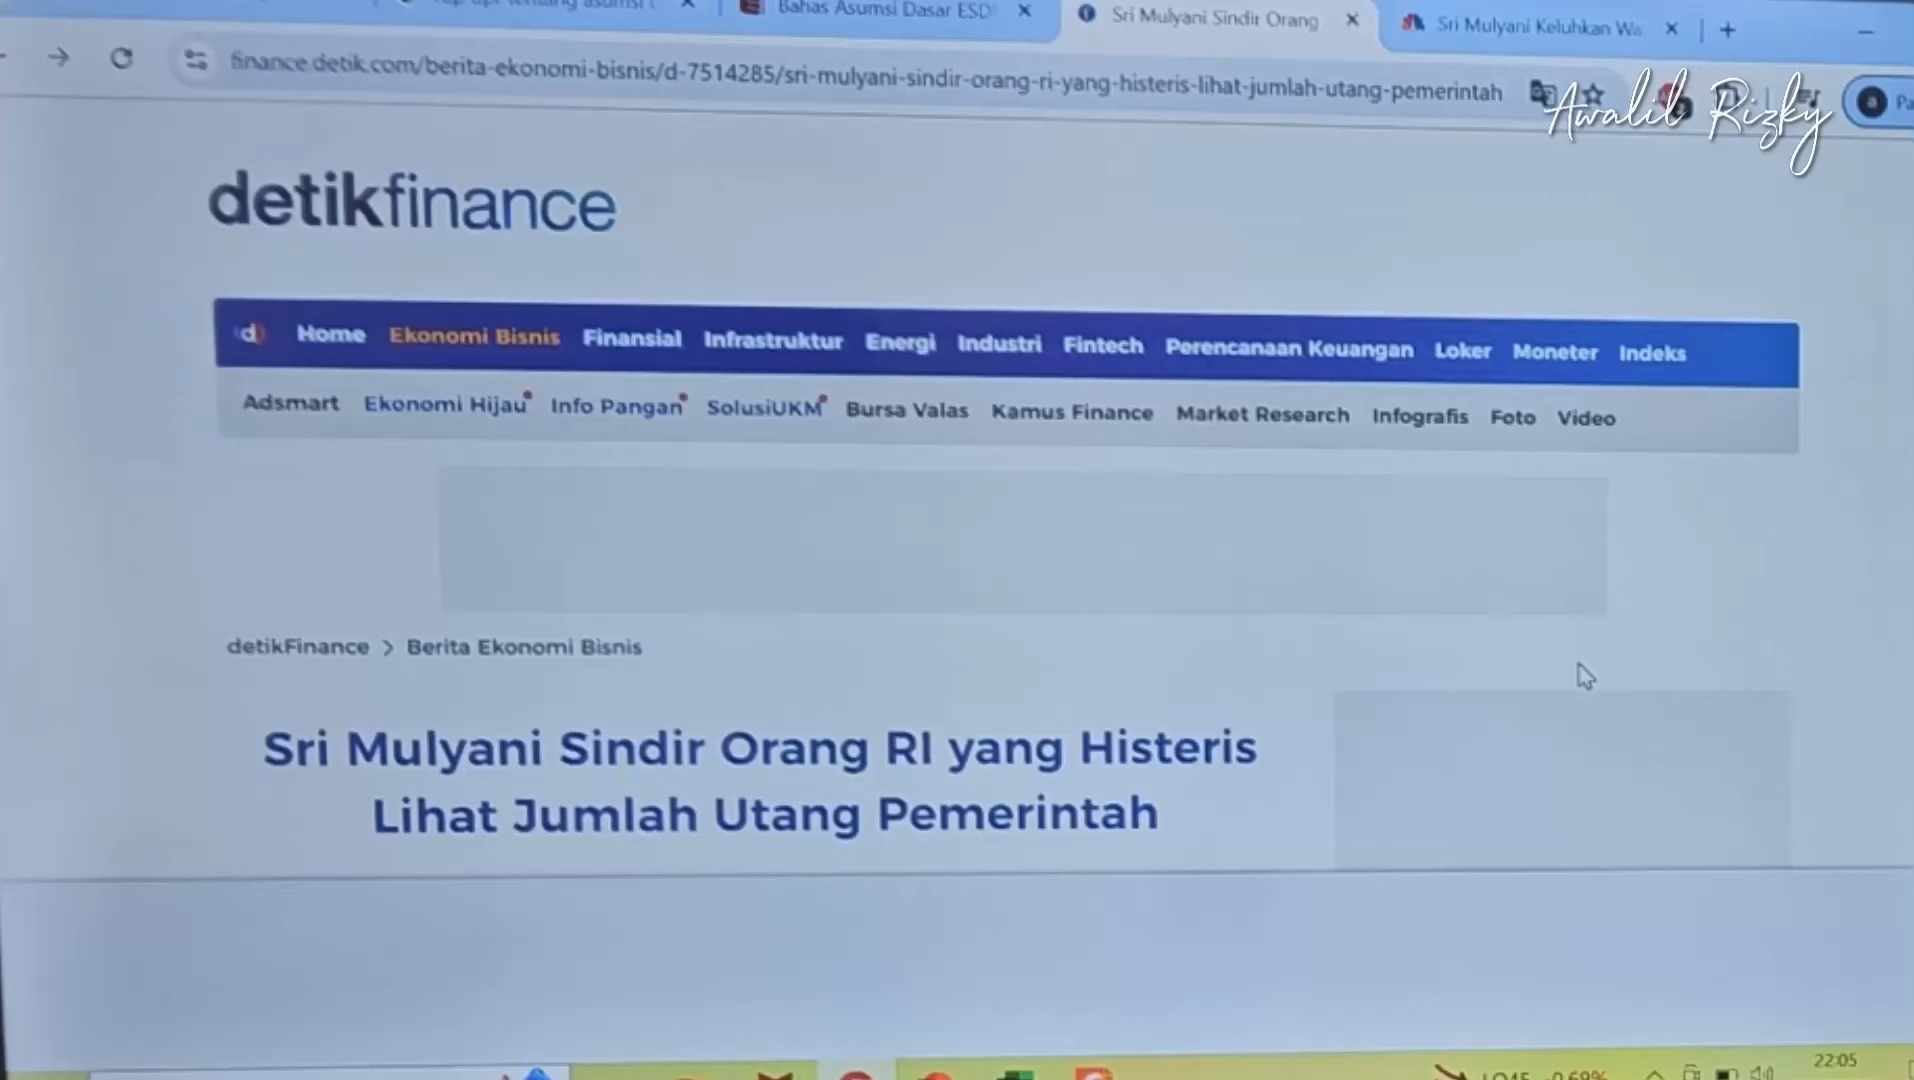 Bahas Asumsi Dasar ESD
Sri Mulyani Sindir Orang
Sri Mulyani Keluhkan Wa
finance.detik.com/berita-ekonomi-bisnis/d-7514285/sri-mulyani-sindir-orang-ri-yang-histeris-lihat-jumlah-utang-pemerintah
Awalil Rizky
detikfinance
Home Ekonomi Bisnis Finansial Infrastruktur Energi Industri Fintech Perencanaan Keuangan Loker Moneter Indeks
Adsmart Ekonomi Hijau Info Pangan SolusiUKM Bursa Valas Kamus Finance Market Research Infografis Foto Video
detikFinance > Berita Ekonomi Bisnis
Sri Mulyani Sindir Orang RI yang Histeris
Lihat Jumlah Utang Pemerintah
22:05